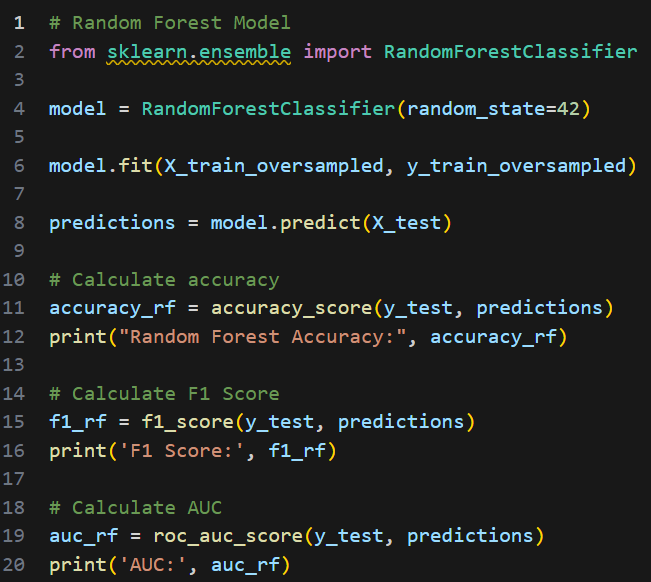 1 # Random Forest Model
2 from sklearn.ensemble import RandomForestClassifier
3
4 model = RandomForestClassifier(random_state=42)
5
6 model.fit(X_train_oversampled, y_train_oversampled)
7
8 predictions = model.predict(X_test)
9
10 # Calculate accuracy
11 accuracy_rf = accuracy_score(y_test, predictions)
12 print("Random Forest Accuracy:", accuracy_rf)
13
14 # Calculate F1 Score
15 f1_rf = f1_score(y_test, predictions)
16 print('F1 Score:', f1_rf)
17
18 # Calculate AUC
19 auc_rf = roc_auc_score(y_test, predictions)
20 print('AUC:', auc_rf)